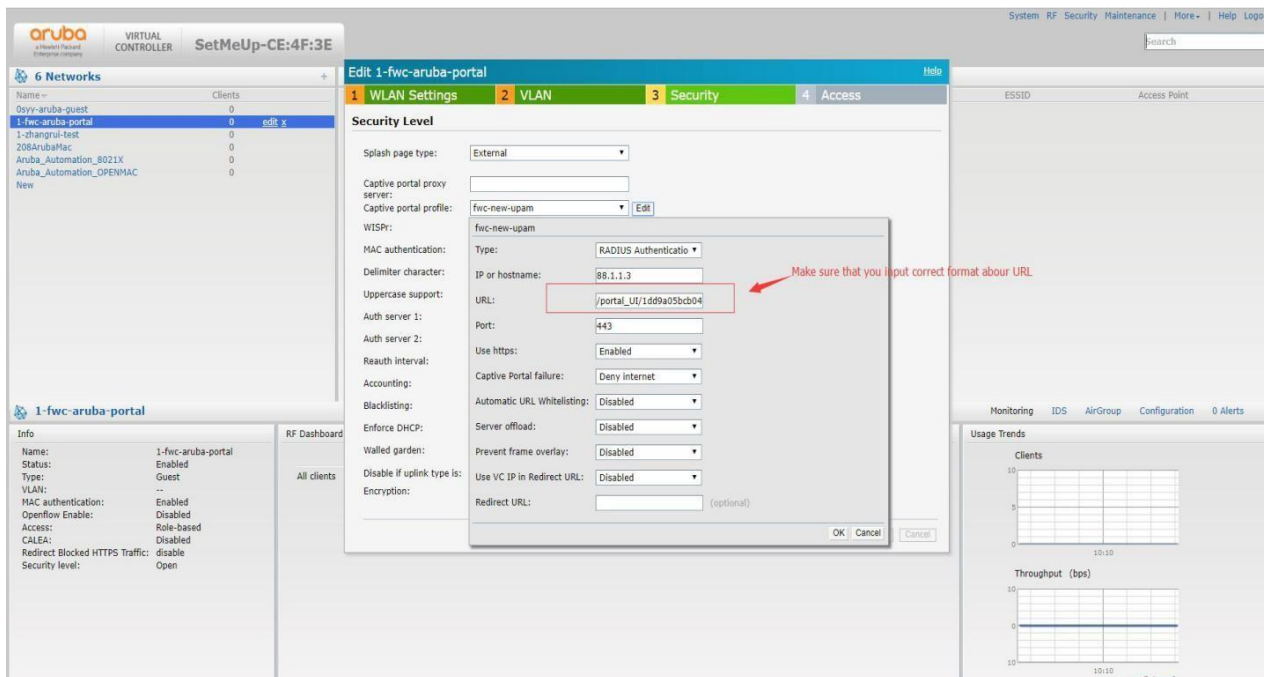 System RF Security Maintenance | More | Help Logo
aruba
a Hewlett Packard
Enterprise company
VIRTUAL
CONTROLLER
SetMeUp-CE:4F:3E
Search
6 Networks +
Name Clients
0syy-aruba-guest 0
1-fwc-aruba-portal 0 edit x
1-zhangrui-test 0
208ArubaMac 0
Aruba_Automation_8021X 0
Aruba_Automation_OPENMAC 0
New
Edit 1-fwc-aruba-portal Help
1 WLAN Settings 2 VLAN 3 Security 4 Access
Security Level
Splash page type: External
Captive portal proxy
server:
Captive portal profile: fwc-new-upam Edit
WISPr:
MAC authentication:
Delimiter character:
Uppercase support:
Auth server 1:
Auth server 2:
Reauth interval:
Accounting:
Blacklisting:
Enforce DHCP:
Walled garden:
Disable if uplink type is:
Encryption:
fwc-new-upam
Type: RADIUS Authenticatio
IP or hostname: 88.1.1.3
URL: /portal_UI/1dd9a05bcb04
Port: 443
Use https: Enabled
Captive Portal failure: Deny internet
Automatic URL Whitelisting: Disabled
Server offload: Disabled
Prevent frame overlay: Disabled
Use VC IP in Redirect URL: Disabled
Redirect URL: (optional)
OK Cancel
Cancel
Make sure that you input correct format abour URL
ESSID Access Point
1-fwc-aruba-portal
Monitoring IDS AirGroup Configuration 0 Alerts
Info
Name: 1-fwc-aruba-portal
Status: Enabled
Type: Guest
VLAN: --
MAC authentication: Enabled
Openflow Enable: Disabled
Access: Role-based
CALEA: Disabled
Redirect Blocked HTTPS Traffic: disable
Security level: Open
RF Dashboard
All clients
Usage Trends
Clients
10
5
0
10:10
Throughput (bps)
10
0
10
10:10